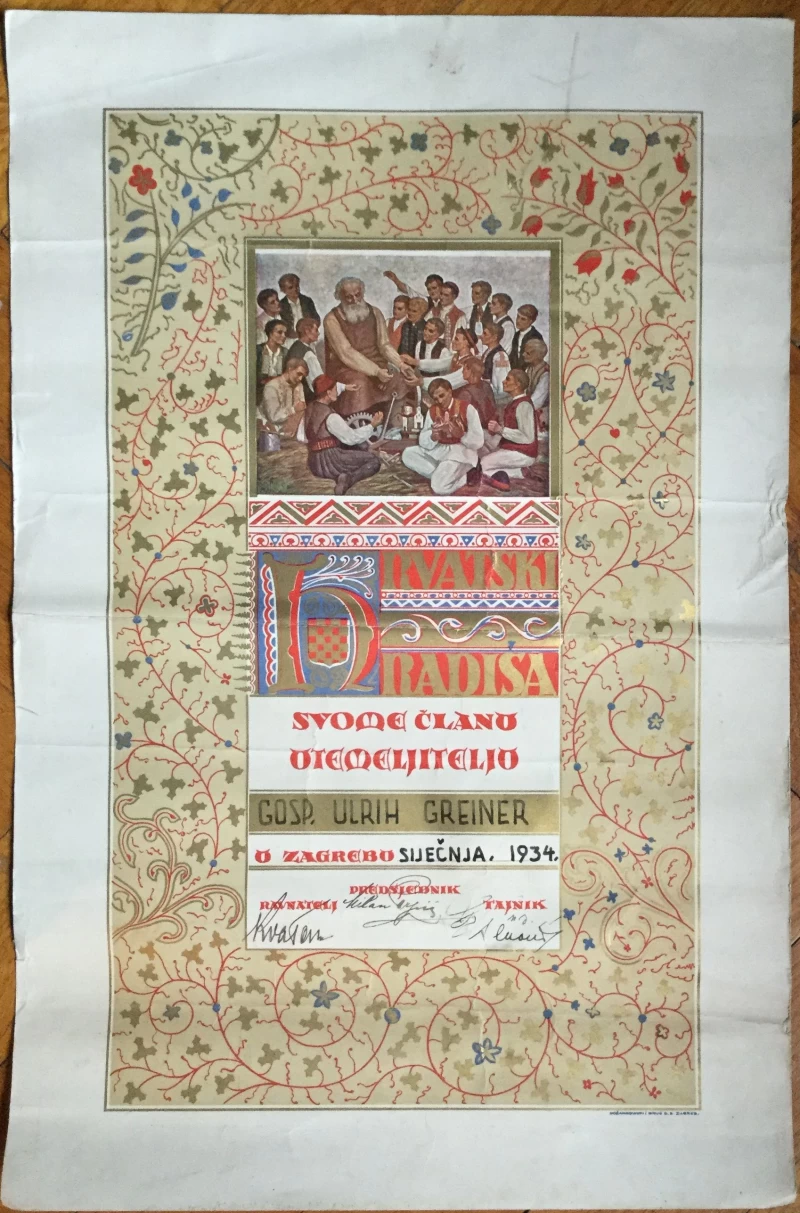 HRVATSKI
RADIŠA
SVOME ČLANU
UTEMELJITELJU
GOSP. ULRIH GREINER
U ZAGREBU SIJEČNJA. 1934.
PREDSJEDNIK
RAVNATELJ TAJNIK